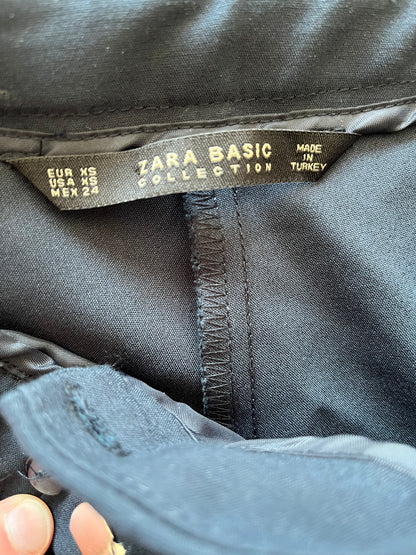 EUR XS
USA XS
MEX 24
ZARA BASIC
COLLECTION
MADE
IN
TURKEY